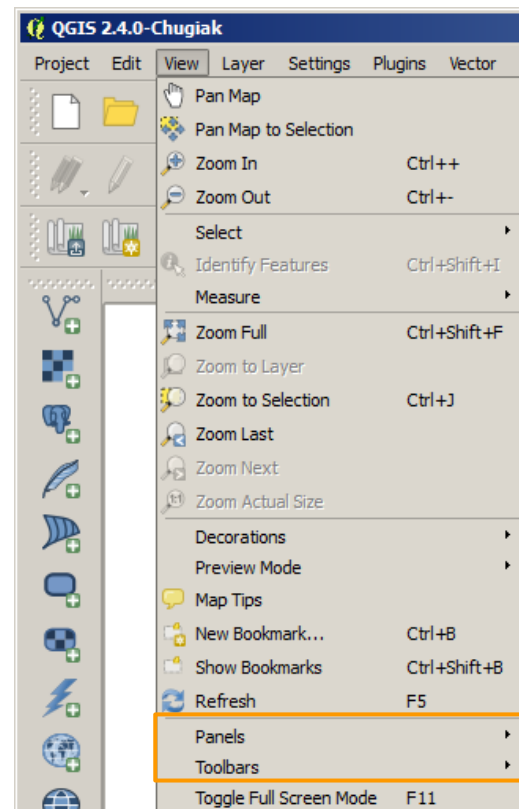 QGIS 2.4.0-Chugiak
Project Edit View Layer Settings Plugins Vector
Pan Map
Pan Map to Selection
Zoom In Ctrl++
Zoom Out Ctrl+-
Select
Identify Features Ctrl+Shift+I
Measure
Zoom Full Ctrl+Shift+F
Zoom to Layer
Zoom to Selection Ctrl+J
Zoom Last
Zoom Next
1:1 Zoom Actual Size
Decorations
Preview Mode
Map Tips
New Bookmark... Ctrl+B
Show Bookmarks Ctrl+Shift+B
Refresh F5
Panels
Toolbars
Toggle Full Screen Mode F11